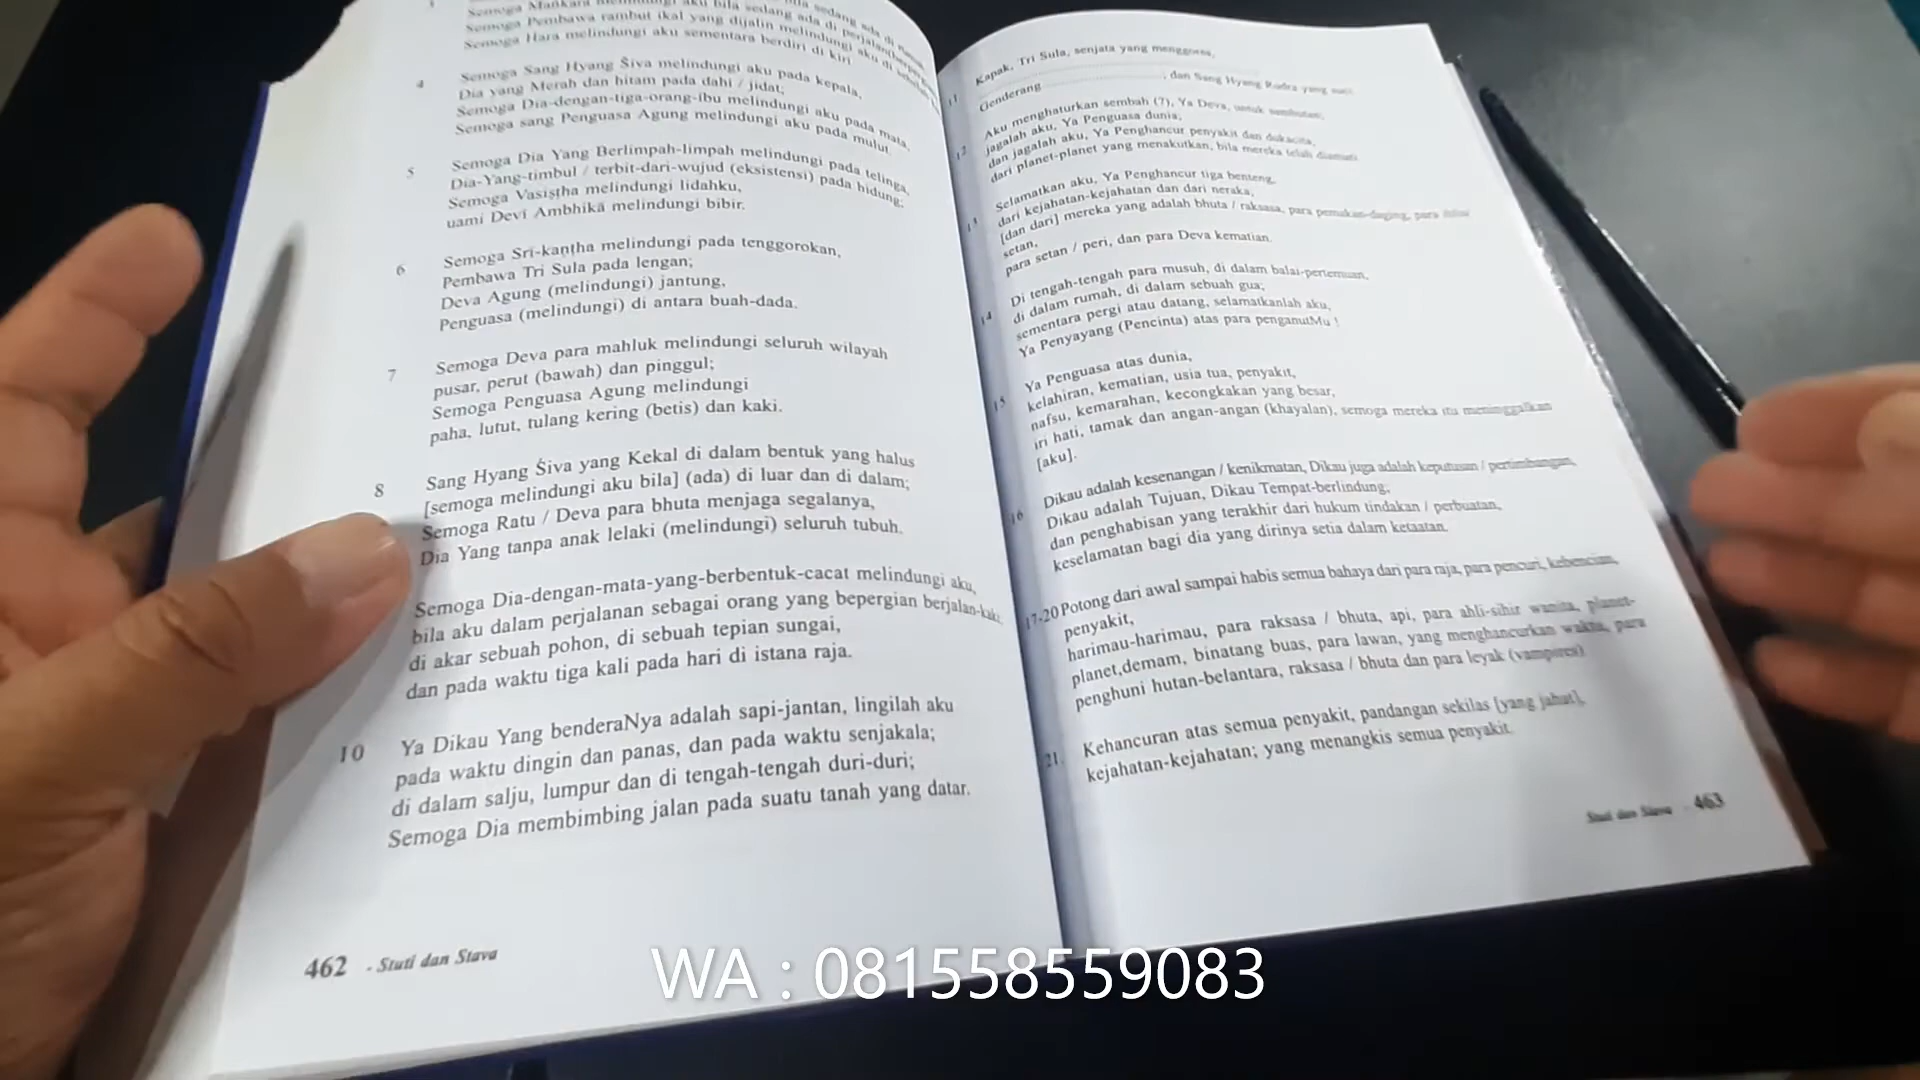 Semoga Pembawa rambut ikal yang dijalin melindungi aku di sebelah
Semoga Hara melindungi aku sementara berdiri di kiri.
4 Semoga Sang Hyang Śiva melindungi aku pada kepala,
Dia yang Merah dan hitam pada dahi / jidat;
Semoga Dia-dengan-tiga-orang-ibu melindungi aku pada mata,
Semoga sang Penguasa Agung melindungi aku pada mulut.
5 Semoga Dia Yang Berlimpah-limpah melindungi pada telinga,
Dia-Yang-timbul / terbit-dari-wujud (eksistensi) pada hidung;
Semoga Vasiṣṭha melindungi lidahku,
uami Devi Ambhikā melindungi bibir.
6 Semoga Sri-kaṇṭha melindungi pada tenggorokan,
Pembawa Tri Sula pada lengan;
Deva Agung (melindungi) jantung,
Penguasa (melindungi) di antara buah-dada.
7 Semoga Deva para mahluk melindungi seluruh wilayah
pusar, perut (bawah) dan pinggul;
Semoga Penguasa Agung melindungi
paha, lutut, tulang kering (betis) dan kaki.
8 Sang Hyang Śiva yang Kekal di dalam bentuk yang halus
[semoga melindungi aku bila] (ada) di luar dan di dalam;
Semoga Ratu / Deva para bhuta menjaga segalanya,
Dia Yang tanpa anak lelaki (melindungi) seluruh tubuh.
Semoga Dia-dengan-mata-yang-berbentuk-cacat melindungi aku,
bila aku dalam perjalanan sebagai orang yang bepergian berjalan-kaki;
di akar sebuah pohon, di sebuah tepian sungai,
dan pada waktu tiga kali pada hari di istana raja.
10 Ya Dikau Yang benderaNya adalah sapi-jantan, lingilah aku
pada waktu dingin dan panas, dan pada waktu senjakala;
di dalam salju, lumpur dan di tengah-tengah duri-duri;
Semoga Dia membimbing jalan pada suatu tanah yang datar.
462 - Stuti dan Stava
11 Kapak, Tri Sula, senjata yang menggores,
Genderang ..............................., dan Sang Hyang Rudra yang suci.
12 Aku menghaturkan sembah (?), Ya Deva, untuk sambutan,
jagalah aku, Ya Penguasa dunia;
dan jagalah aku, Ya Penghancur penyakit dan dukacita,
dari planet-planet yang menakutkan, bila mereka telah diamati
13 Selamatkan aku, Ya Penghancur tiga benteng,
dari kejahatan-kejahatan dan dari neraka,
[dan dari] mereka yang adalah bhuta / raksasa, para pemakan-daging, para
setan,
para setan / peri, dan para Deva kematian.
14 Di tengah-tengah para musuh, di dalam balai-pertemuan,
di dalam rumah, di dalam sebuah gua;
sementara pergi atau datang, selamatkanlah aku,
Ya Penyayang (Pencinta) atas para penganutMu !
15 Ya Penguasa atas dunia,
kelahiran, kematian, usia tua, penyakit,
nafsu, kemarahan, kecongkakan yang besar,
iri hati, tamak dan angan-angan (khayalan), semoga mereka itu meninggalkan
[aku].
16 Dikau adalah kesenangan / kenikmatan, Dikau juga adalah keputusan / pertimbangan,
Dikau adalah Tujuan, Dikau Tempat-berlindung;
dan penghabisan yang terakhir dari hukum tindakan / perbuatan,
keselamatan bagi dia yang dirinya setia dalam ketaatan.
17-20 Potong dari awal sampai habis semua bahaya dari para raja, para pencuri, kebencian,
penyakit,
harimau-harimau, para raksasa / bhuta, api, para ahli-sihir wanita, planet-
planet,demam, binatang buas, para lawan, yang menghancurkan waktu, para
penghuni hutan-belantara, raksasa / bhuta dan para leyak (vampires)
21. Kehancuran atas semua penyakit, pandangan sekilas [yang jahat],
kejahatan-kejahatan; yang menangkis semua penyakit.
Stuti dan Stava - 463
WA : 081558559083